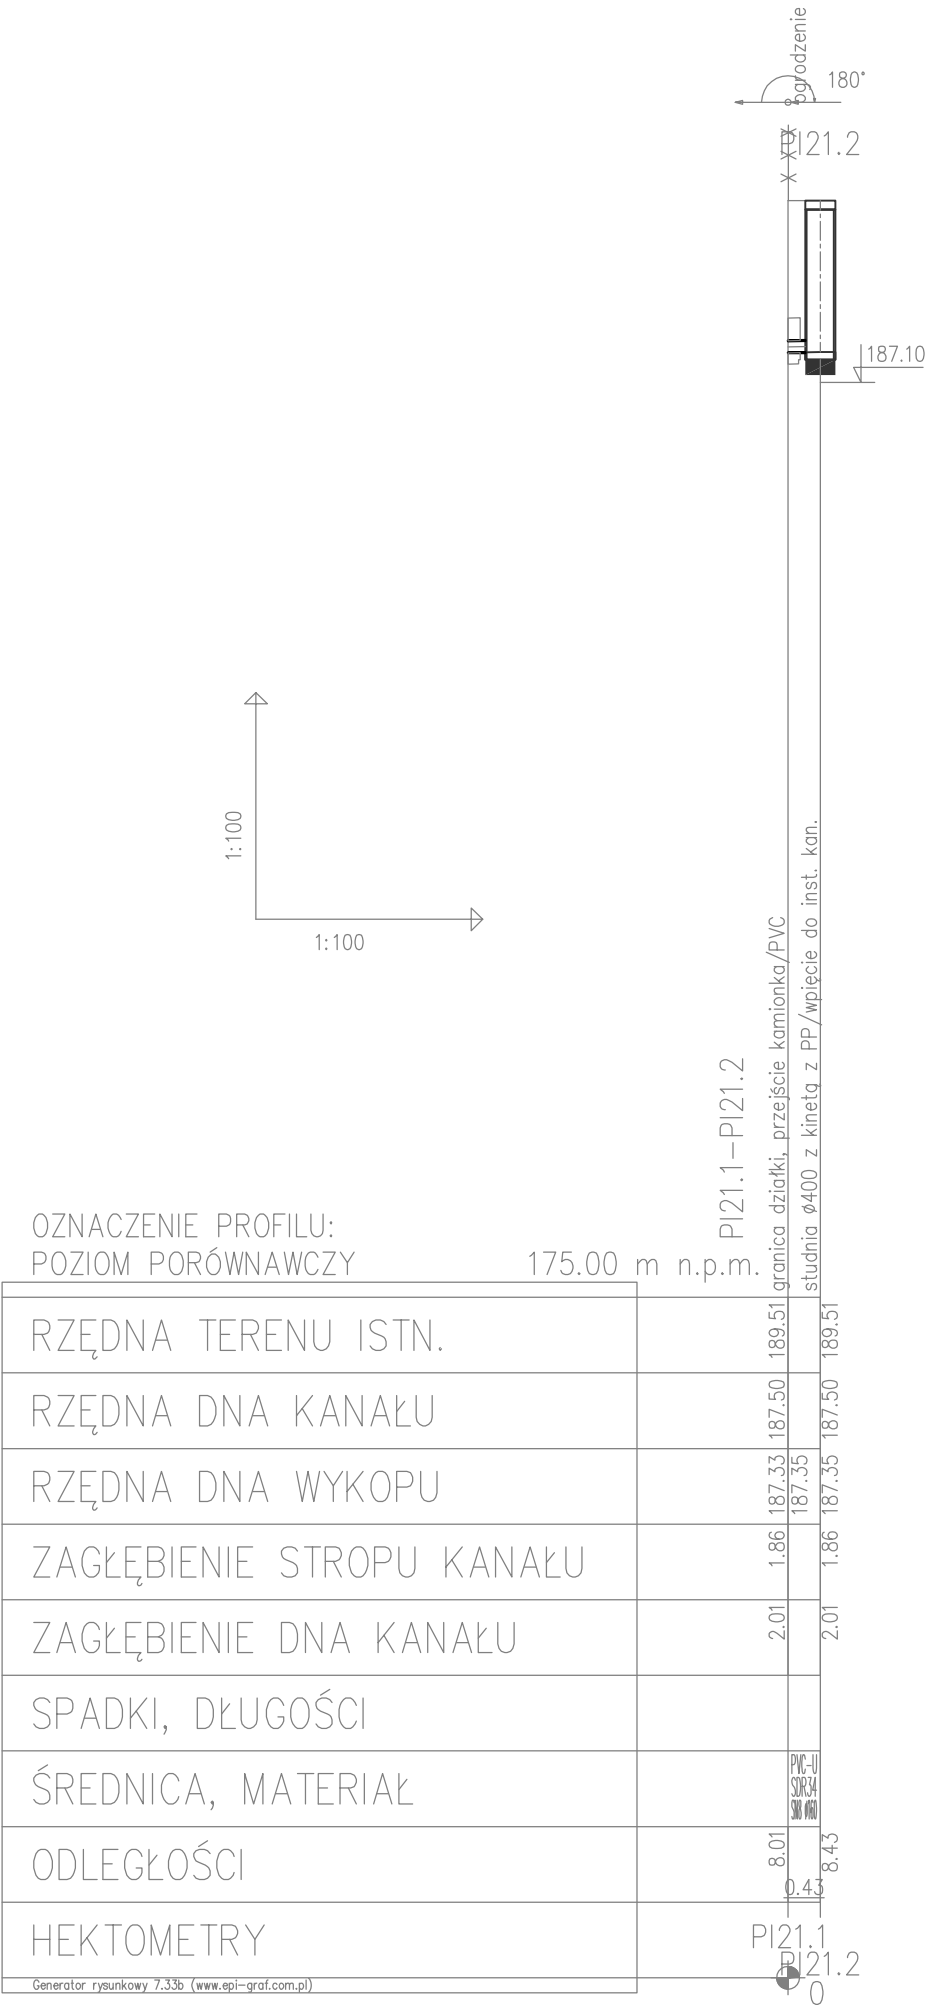 ogrodzenie
180°
PI21.2
187.10
1:100
1:100
PI21.1-PI21.2
granica działki, przejście kamionka/PVC
studnia ø400 z kinetą z PP/wpięcie do inst. kan.
OZNACZENIE PROFILU:
POZIOM PORÓWNAWCZY 175.00 m n.p.m.
RZĘDNA TERENU ISTN. 189.51 189.51
RZĘDNA DNA KANAŁU 187.50 187.50
RZĘDNA DNA WYKOPU 187.33 187.35 187.35
ZAGŁĘBIENIE STROPU KANAŁU 1.86 1.86
ZAGŁĘBIENIE DNA KANAŁU 2.01 2.01
SPADKI, DŁUGOŚCI
ŚREDNICA, MATERIAŁ
PVC-U
SDR34
SN8 ø160
ODLEGŁOŚCI 8.01 8.43
0.43
HEKTOMETRY
PI21.1
PI21.2
0
Generator rysunkowy 7.33b (www.epi-graf.com.pl)